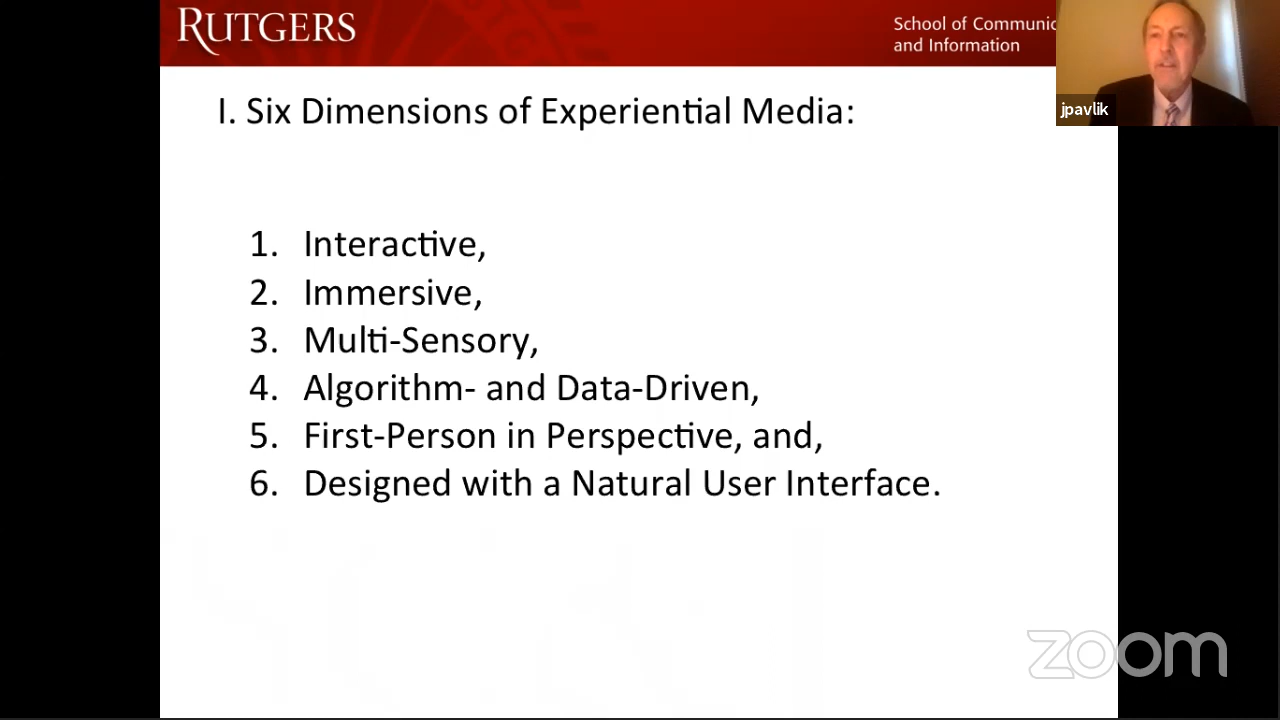 RUTGERS
School of Communic
and Information
jpavlik
I. Six Dimensions of Experiential Media:
1. Interactive,
2. Immersive,
3. Multi-Sensory,
4. Algorithm- and Data-Driven,
5. First-Person in Perspective, and,
6. Designed with a Natural User Interface.
zoom